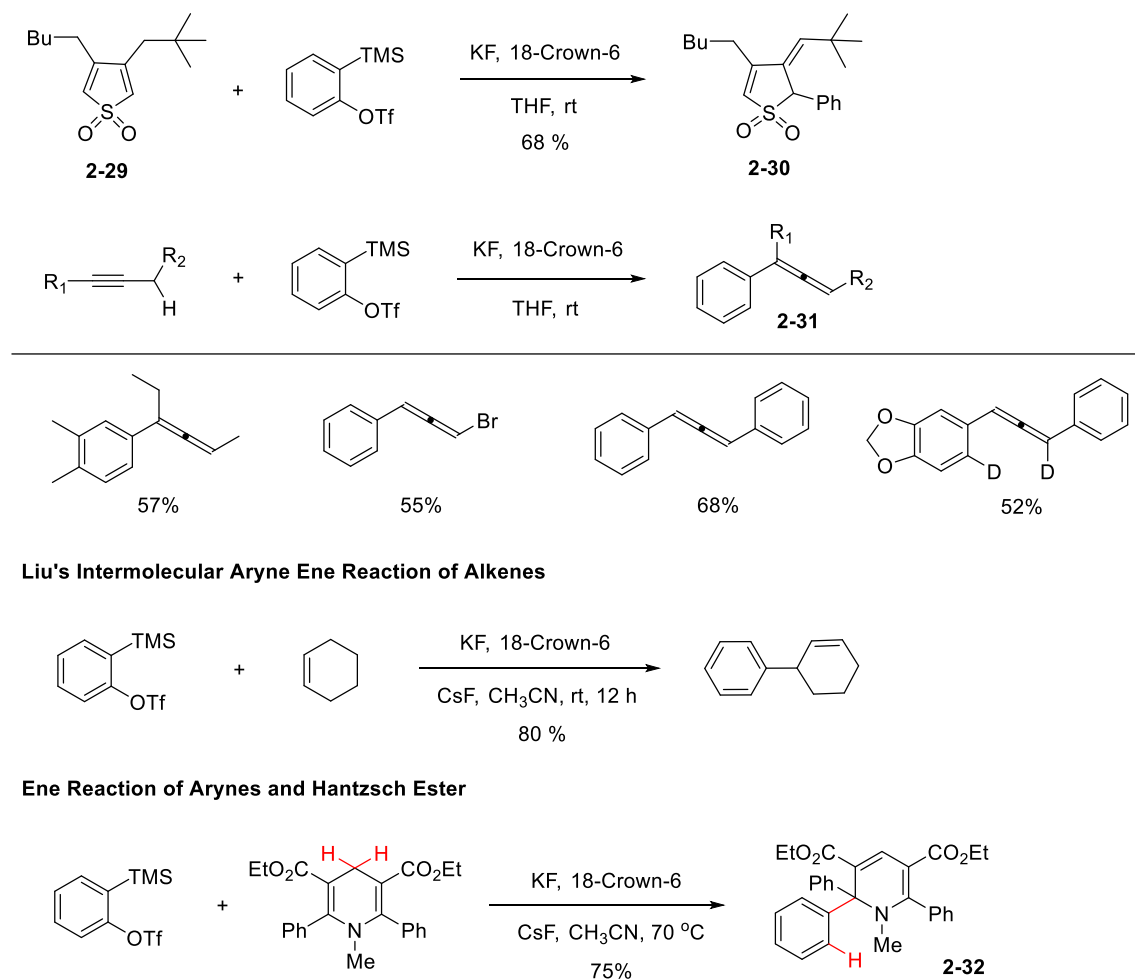 Bu
S
O O
2-29
+
TMS
OTf
KF, 18-Crown-6
THF, rt
68 %
Bu
S
O O
Ph
2-30
R1
R2
H
+
TMS
OTf
KF, 18-Crown-6
THF, rt
R1
R2
2-31
57%
Br
55%
68%
O
O
D D
52%
Liu's Intermolecular Aryne Ene Reaction of Alkenes
TMS
OTf
+
KF, 18-Crown-6
CsF, CH3CN, rt, 12 h
80 %
Ene Reaction of Arynes and Hantzsch Ester
TMS
OTf
+
H H
EtO2C CO2Et
Ph N Ph
Me
KF, 18-Crown-6
CsF, CH3CN, 70 oC
75%
EtO2C CO2Et
Ph
N Ph
Me
H
2-32